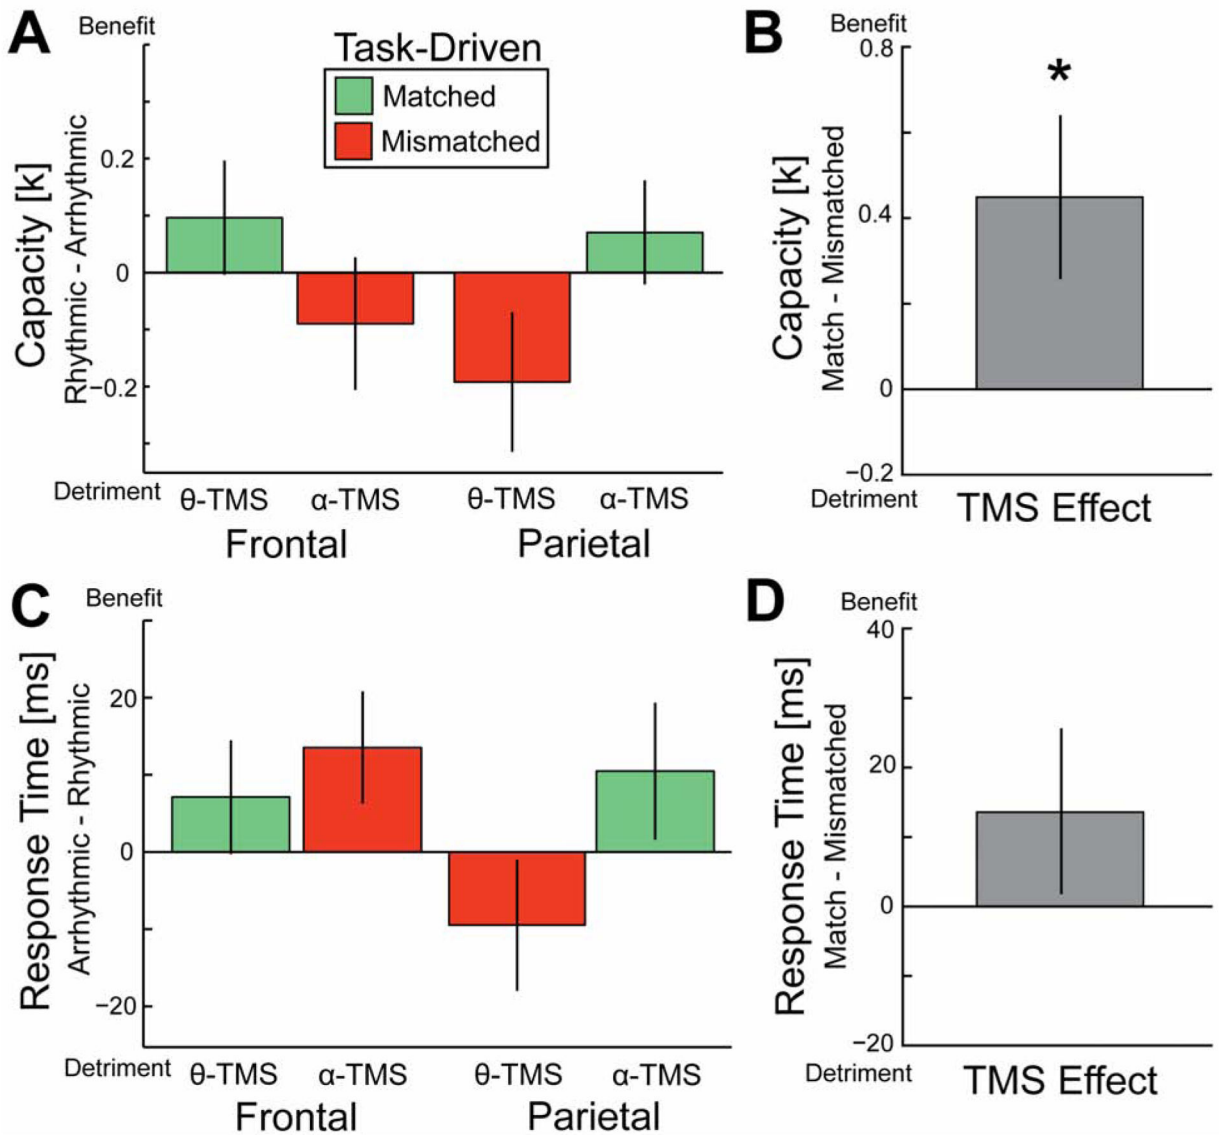 A
Benefit
Task-Driven
Matched
Mismatched
Capacity [k]
Rhythmic - Arrhythmic
0.2
0
−0.2
Detriment
θ-TMS
α-TMS
θ-TMS
α-TMS
Frontal
Parietal
B
Benefit
0.8
*
Capacity [k]
Match - Mismatched
0.4
0
−0.2
Detriment
TMS Effect
C
Benefit
Response Time [ms]
Arrhythmic - Rhythmic
20
0
−20
Detriment
θ-TMS
α-TMS
θ-TMS
α-TMS
Frontal
Parietal
D
Benefit
40
Response Time [ms]
Match - Mismatched
20
0
−20
Detriment
TMS Effect